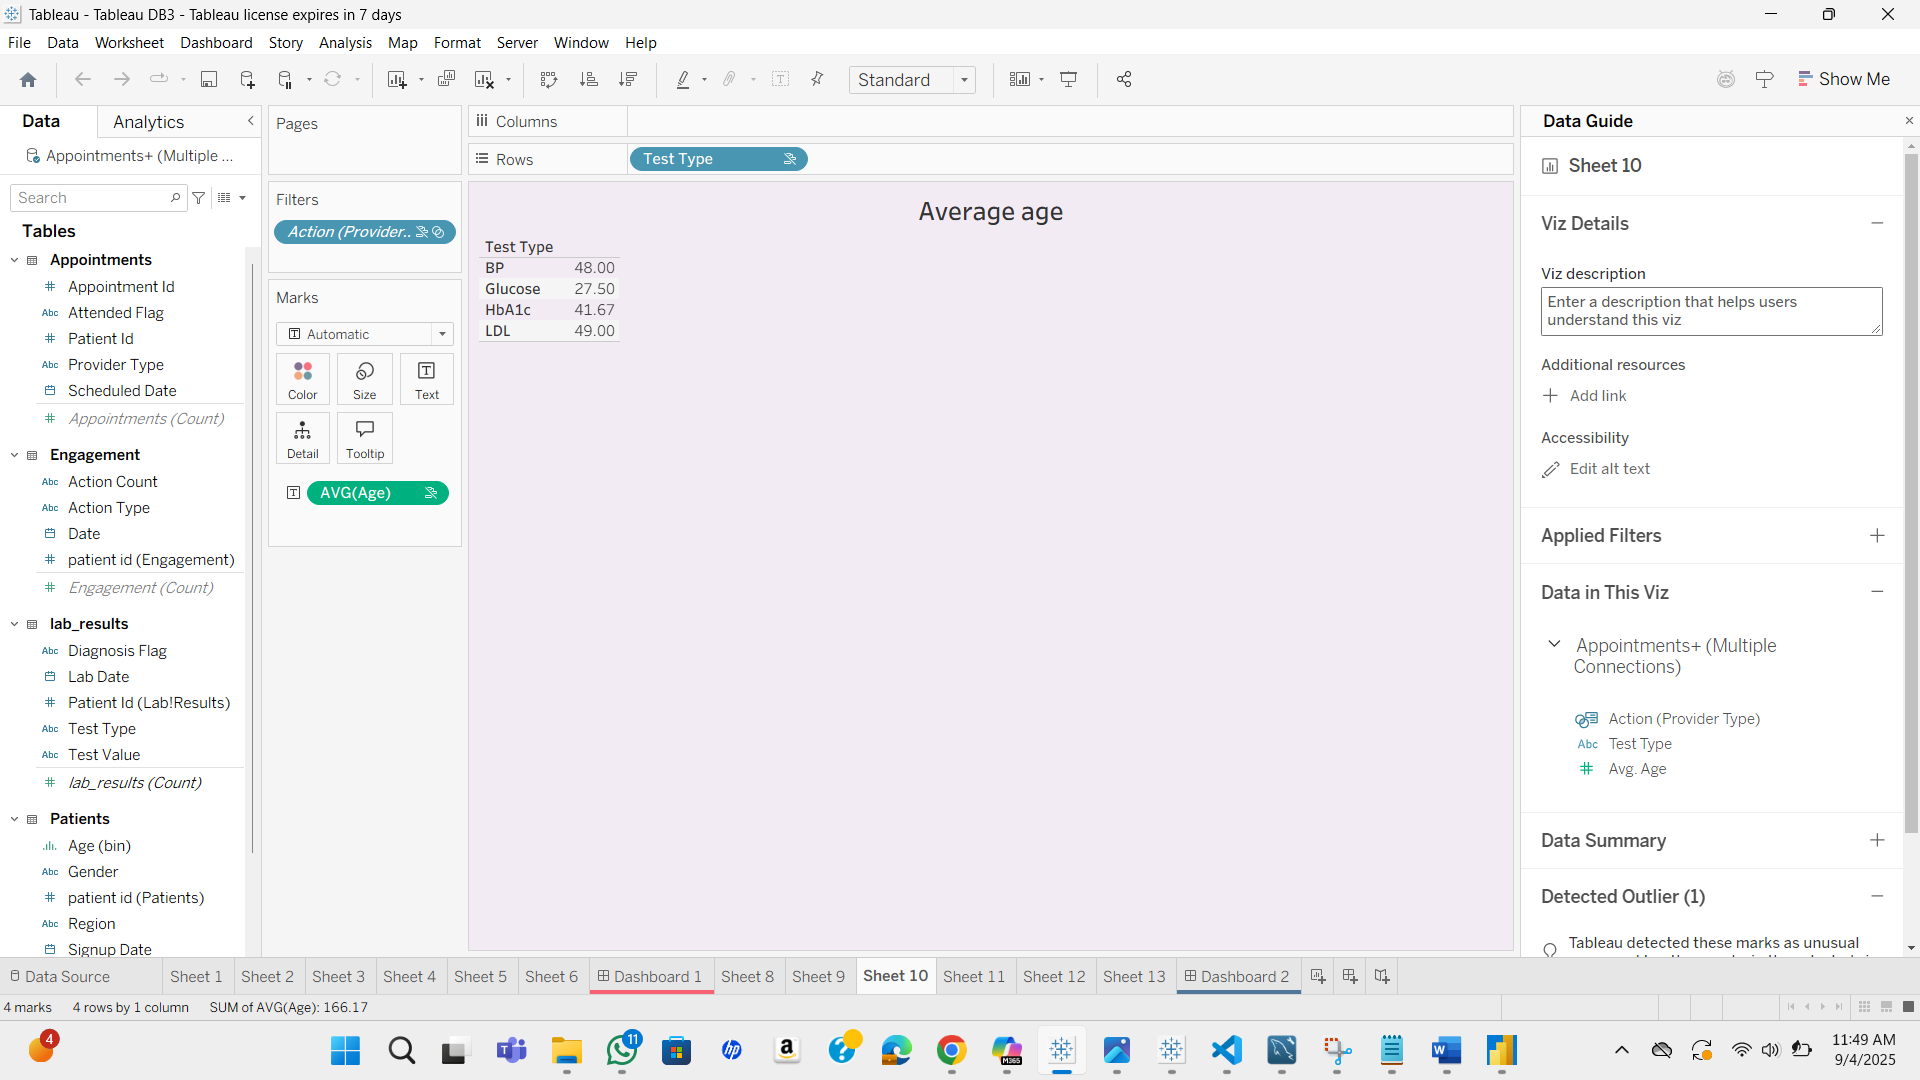 Tableau - Tableau DB3 - Tableau license expires in 7 days
File Data Worksheet Dashboard Story Analysis Map Format Server Window Help
Standard
Show Me
Data Analytics
Appointments+ (Multiple ...
Search
Tables
Appointments
Appointment Id
Abc Attended Flag
Patient Id
Abc Provider Type
Scheduled Date
Appointments (Count)
Engagement
Abc Action Count
Abc Action Type
Date
patient id (Engagement)
Engagement (Count)
lab_results
Abc Diagnosis Flag
Lab Date
Patient Id (Lab!Results)
Abc Test Type
Abc Test Value
lab_results (Count)
Patients
Age (bin)
Abc Gender
patient id (Patients)
Abc Region
Signup Date
Pages
Filters
Action (Provider..
Marks
Automatic
Color Size Text
Detail Tooltip
AVG(Age)
Columns
Rows Test Type
Average age
Test Type
BP 48.00
Glucose 27.50
HbA1c 41.67
LDL 49.00
Data Guide
Sheet 10
Viz Details
Viz description
Enter a description that helps users
understand this viz
Additional resources
Add link
Accessibility
Edit alt text
Applied Filters
Data in This Viz
Appointments+ (Multiple
Connections)
Action (Provider Type)
Abc Test Type
Avg. Age
Data Summary
Detected Outlier (1)
Tableau detected these marks as unusual
Data Source Sheet 1 Sheet 2 Sheet 3 Sheet 4 Sheet 5 Sheet 6 Dashboard 1 Sheet 8 Sheet 9 Sheet 10 Sheet 11 Sheet 12 Sheet 13 Dashboard 2
4 marks 4 rows by 1 column SUM of AVG(Age): 166.17
4
11
hp
a
M365
11:49 AM
9/4/2025